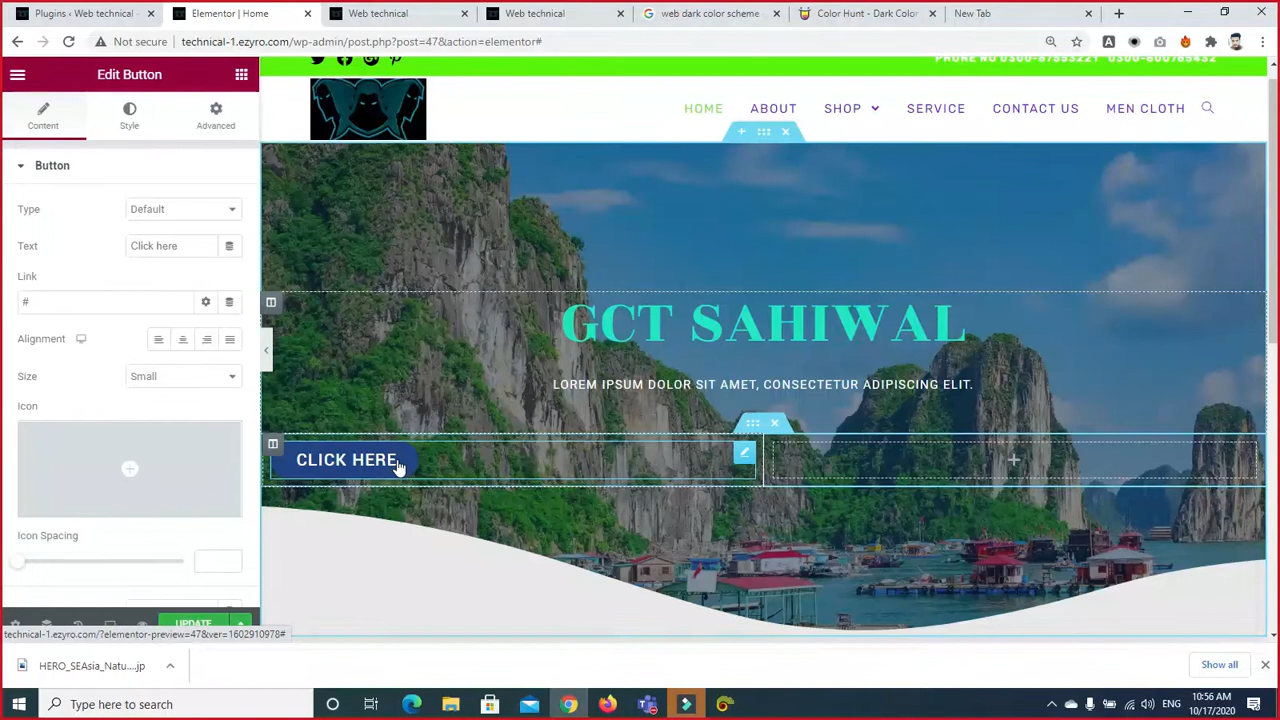 Plugins ‹ Web technical
Elementor | Home
Web technical
Web technical
web dark color scheme
Color Hunt - Dark Color
New Tab
Not secure
technical-1.ezyro.com/wp-admin/post.php?post=47&action=elementor#
Edit Button
Content
Style
Advanced
Button
Type
Default
Text
Click here
Link
#
Alignment
Size
Small
Icon
Icon Spacing
UPDATE
technical-1.ezyro.com/?elementor-preview=47&ver=1602910978#
HOME
ABOUT
SHOP
SERVICE
CONTACT US
MEN CLOTH
GCT SAHIWAL
LOREM IPSUM DOLOR SIT AMET, CONSECTETUR ADIPISCING ELIT.
CLICK HERE
HERO_SEAsia_Natu....jp
Show all
Type here to search
ENG
10:56 AM
10/17/2020